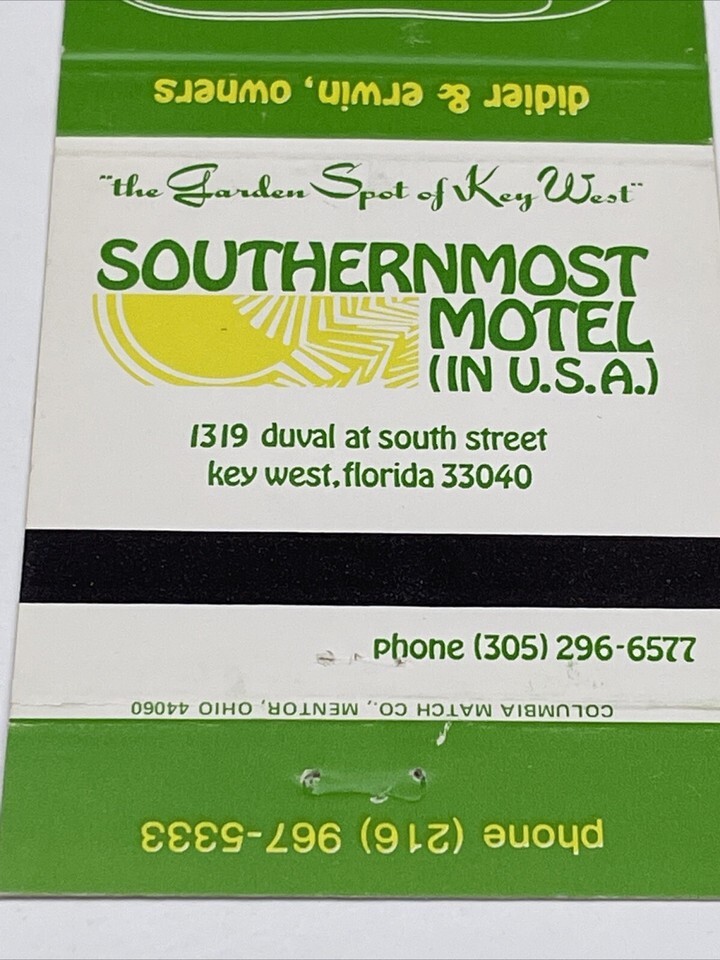 didier & erwin, owners
"the Garden Spot of Key West"
SOUTHERNMOST
MOTEL
(IN U.S.A.)
1319 duval at south street
key west, florida 33040
phone (305) 296-6577
COLUMBIA MATCH CO., MENTOR, OHIO 44060
phone (216) 967-5333